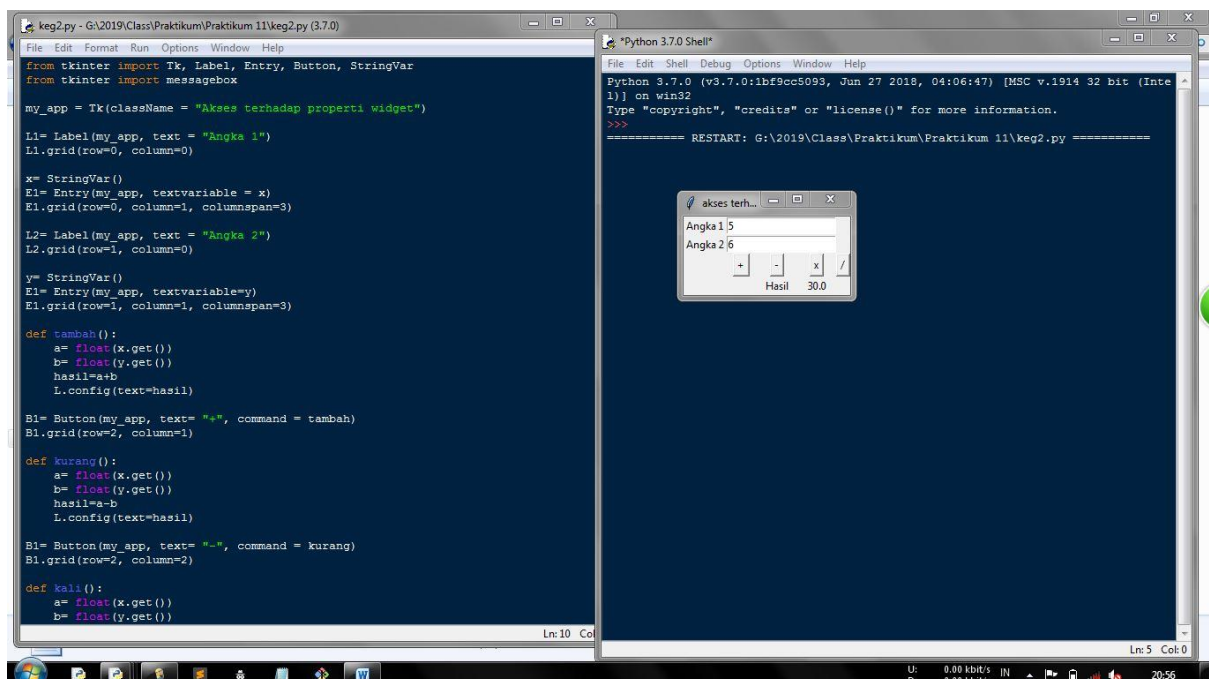 keg2.py - G:\2019\Class\Praktikum\Praktikum 11\keg2.py (3.7.0)
File Edit Format Run Options Window Help
from tkinter import Tk, Label, Entry, Button, StringVar
from tkinter import messagebox
my_app = Tk(className = "Akses terhadap properti widget")
L1= Label(my_app, text = "Angka 1")
L1.grid(row=0, column=0)
x= StringVar()
E1= Entry(my_app, textvariable = x)
E1.grid(row=0, column=1, columnspan=3)
L2= Label(my_app, text = "Angka 2")
L2.grid(row=1, column=0)
y= StringVar()
E1= Entry(my_app, textvariable=y)
E1.grid(row=1, column=1, columnspan=3)
def tambah():
    a= float(x.get())
    b= float(y.get())
    hasil=a+b
    L.config(text=hasil)
B1= Button(my_app, text= "+", command = tambah)
B1.grid(row=2, column=1)
def kurang():
    a= float(x.get())
    b= float(y.get())
    hasil=a-b
    L.config(text=hasil)
B1= Button(my_app, text= "-", command = kurang)
B1.grid(row=2, column=2)
def kali():
    a= float(x.get())
    b= float(y.get())
Ln: 10 Col
*Python 3.7.0 Shell*
File Edit Shell Debug Options Window Help
Python 3.7.0 (v3.7.0:1bf9cc5093, Jun 27 2018, 04:06:47) [MSC v.1914 32 bit (Inte
l)] on win32
Type "copyright", "credits" or "license()" for more information.
>>>
=========== RESTART: G:\2019\Class\Praktikum\Praktikum 11\keg2.py ===========
akses terh...
Angka 1 5
Angka 2 6
+ - x /
Hasil 30.0
Ln: 5 Col: 0
U: 0.00 kbit/s IN 20:56